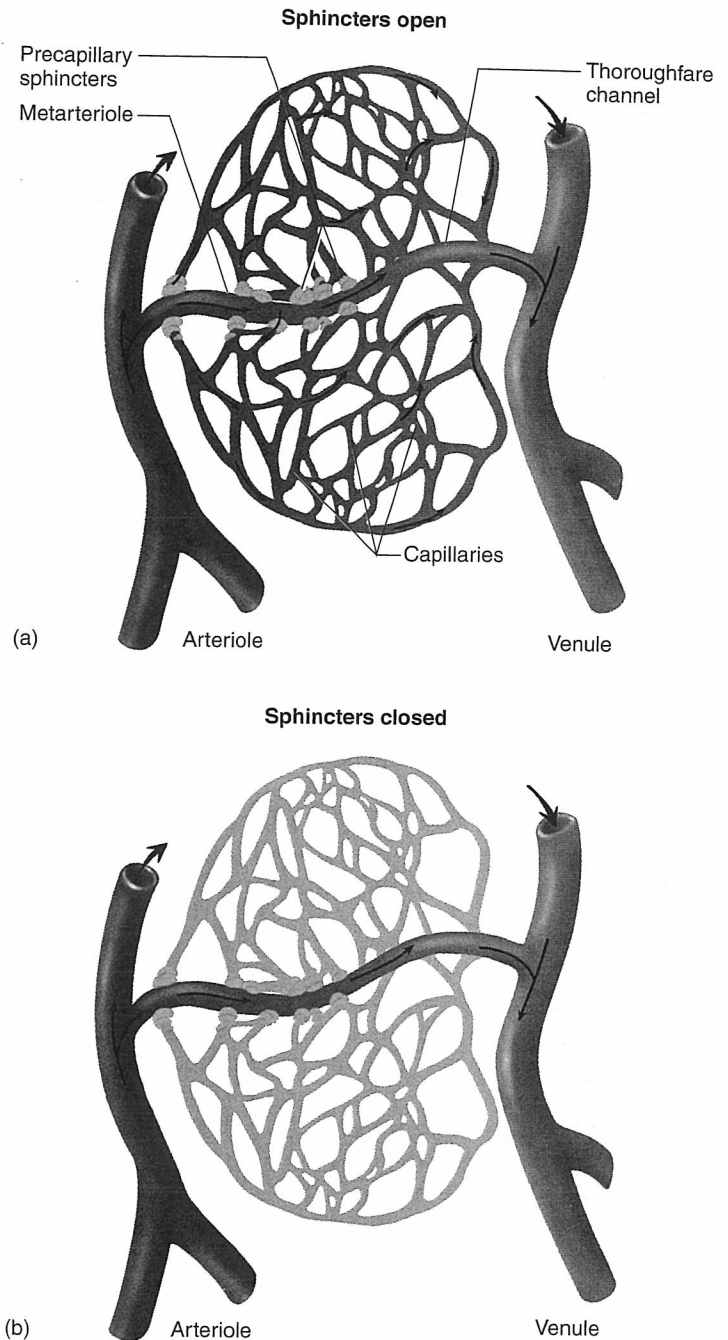 Sphincters open
Precapillary
sphincters
Metarteriole
Thoroughfare
channel
Capillaries
(a)
Arteriole
Venule
Sphincters closed
(b)
Arteriole
Venule